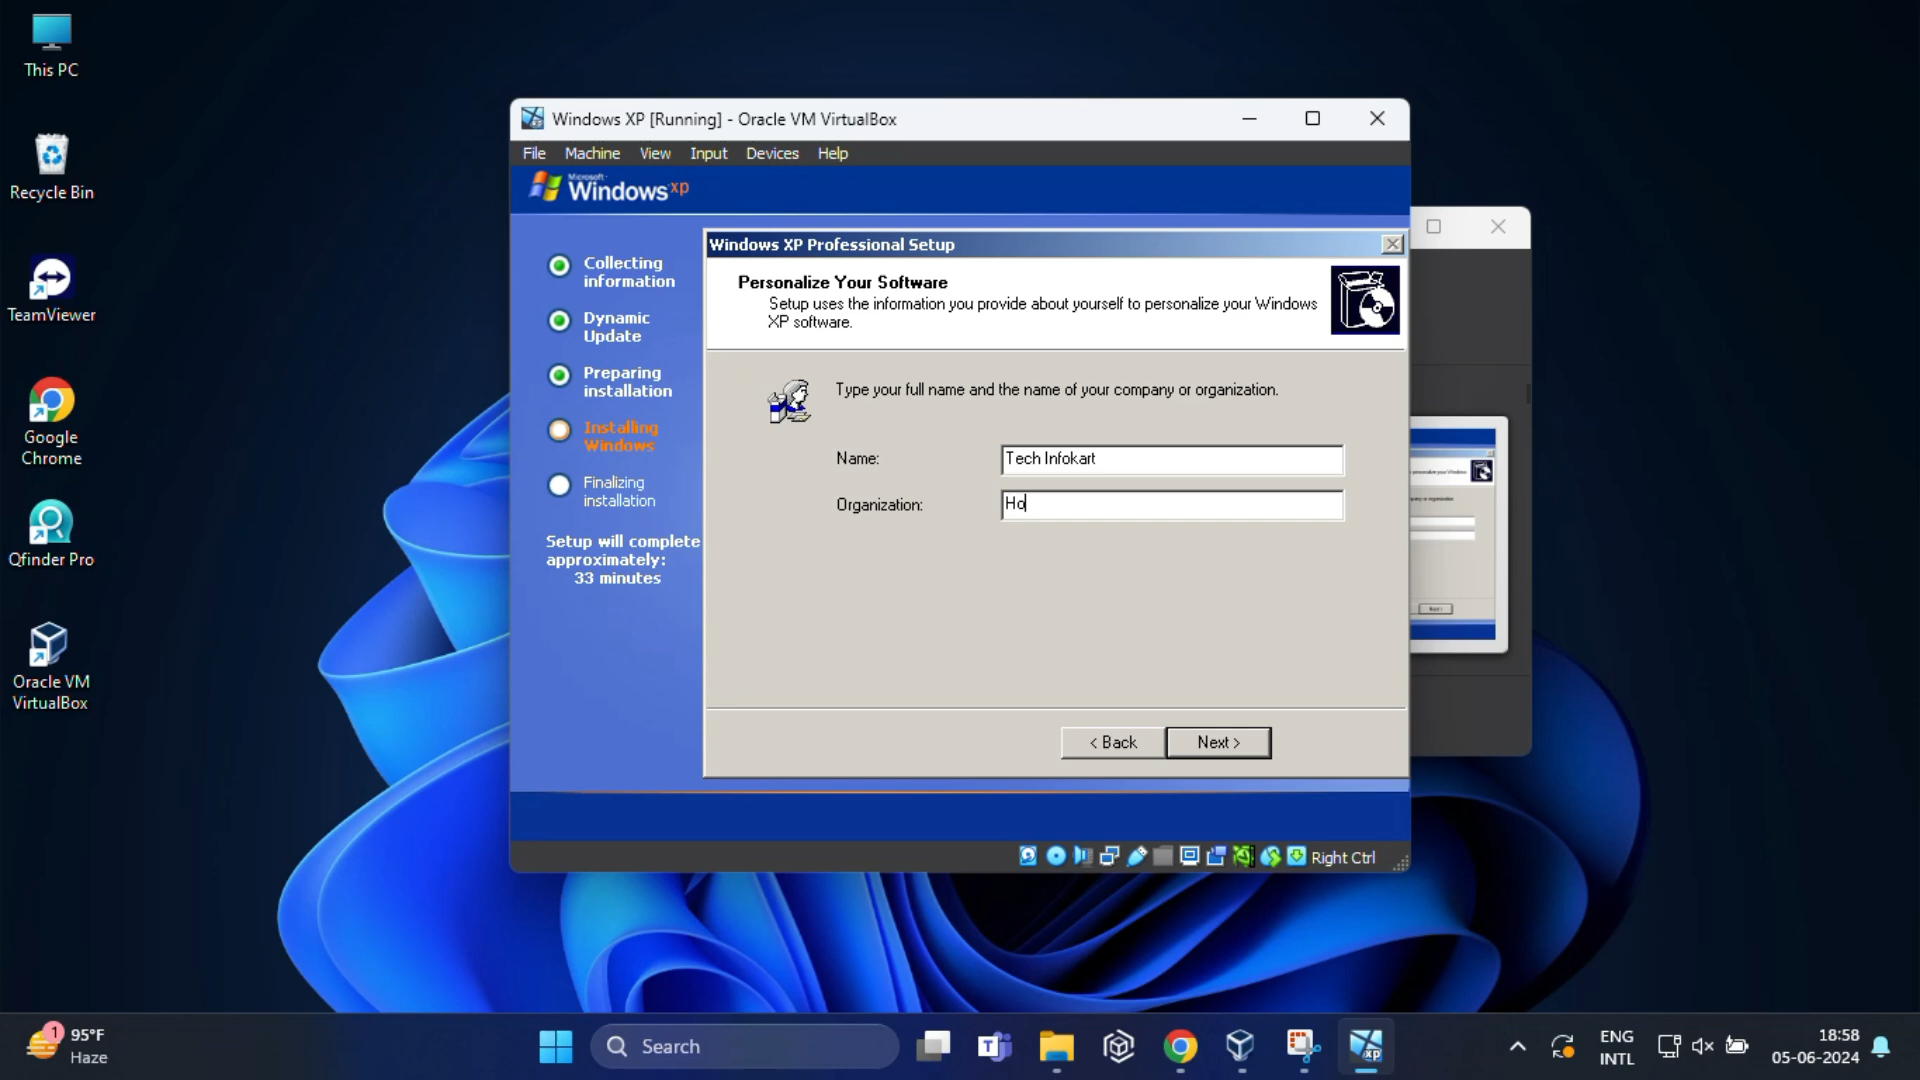 This PC
Recycle Bin
TeamViewer
Google
Chrome
Qfinder Pro
Oracle VM
VirtualBox
Windows XP [Running] - Oracle VM VirtualBox
File Machine View Input Devices Help
Microsoft
Windows xp
Collecting
information
Dynamic
Update
Preparing
installation
Installing
Windows
Finalizing
installation
Setup will complete
approximately:
33 minutes
Windows XP Professional Setup
Personalize Your Software
Setup uses the information you provide about yourself to personalize your Windows
XP software.
Type your full name and the name of your company or organization.
Name: Tech Infokart
Organization: Ho
< Back Next >
Right Ctrl
1
95°F
Haze
Search
T
xp
ENG
INTL
18:58
05-06-2024